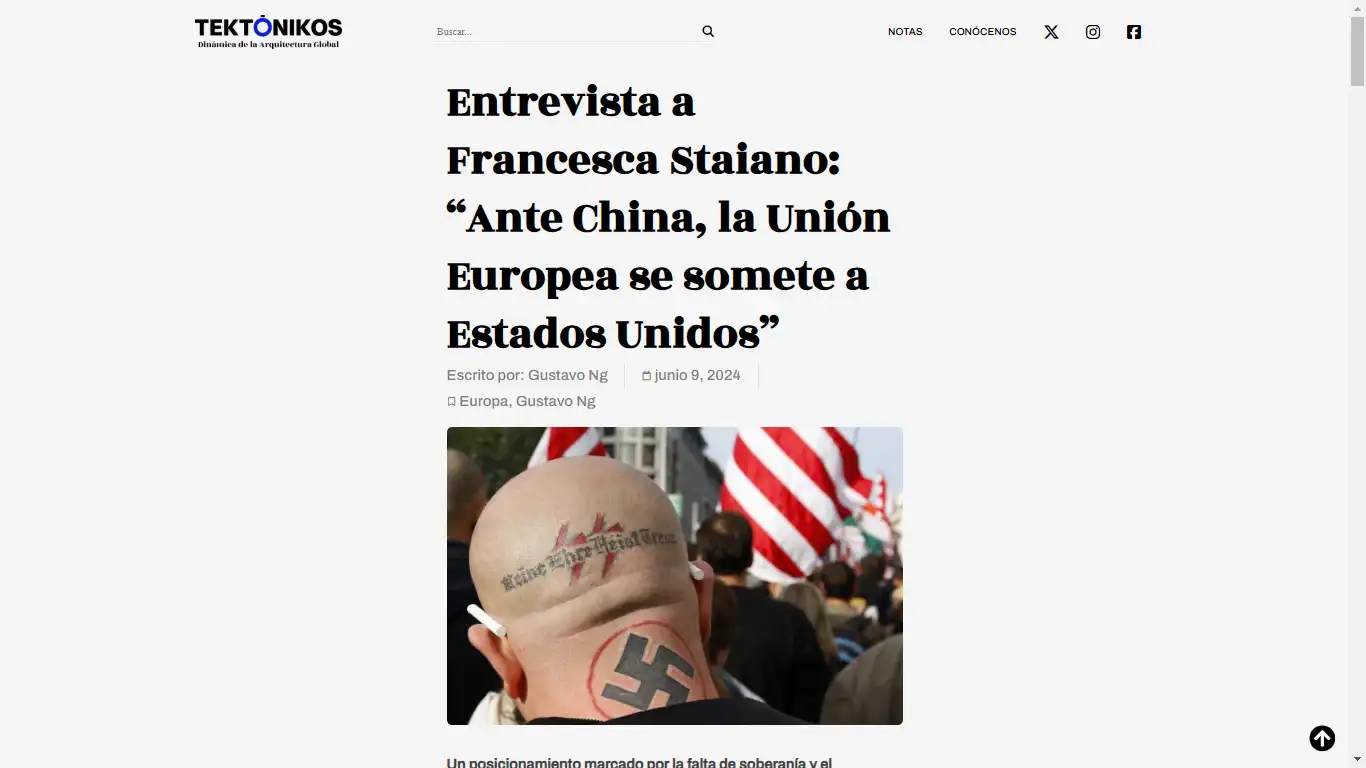 TEKTÓNIKOS
Dinámica de la Arquitectura Global
Buscar...
NOTAS
CONÓCENOS
Entrevista a
Francesca Staiano:
“Ante China, la Unión
Europea se somete a
Estados Unidos”
Escrito por: Gustavo Ng
junio 9, 2024
Europa, Gustavo Ng
Meine Ehre Heist Treue
Un posicionamiento marcado por la falta de soberanía y el